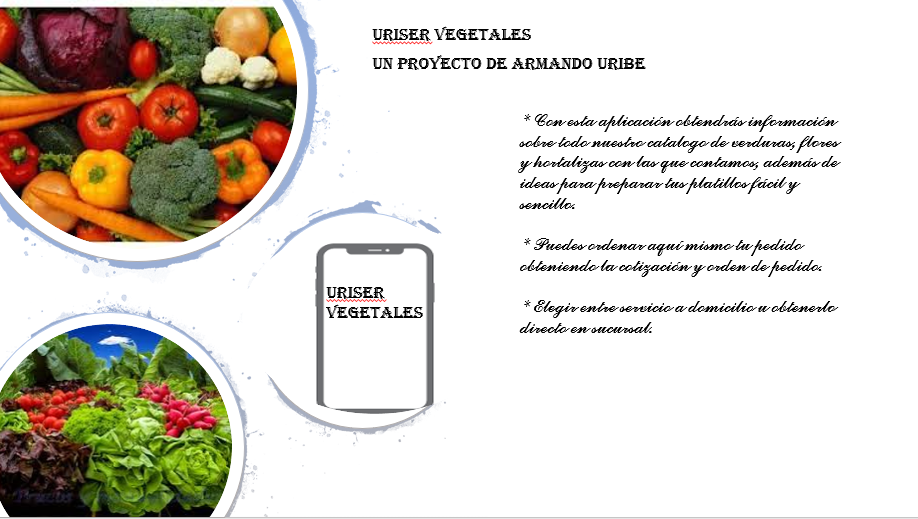 URISER VEGETALES
UN PROYECTO DE ARMANDO URIBE
* Con esta aplicación obtendrás información
sobre todo nuestro catalogo de verduras, flores
y hortalizas con las que contamos, además de
ideas para preparar tus platillos fácil y
sencillo.
* Puedes ordenar aquí mismo tu pedido
obteniendo la cotización y orden de pedido.
* Elegir entre servicio a domicilio u obtenerlo
directo en sucursal.
URISER
VEGETALES